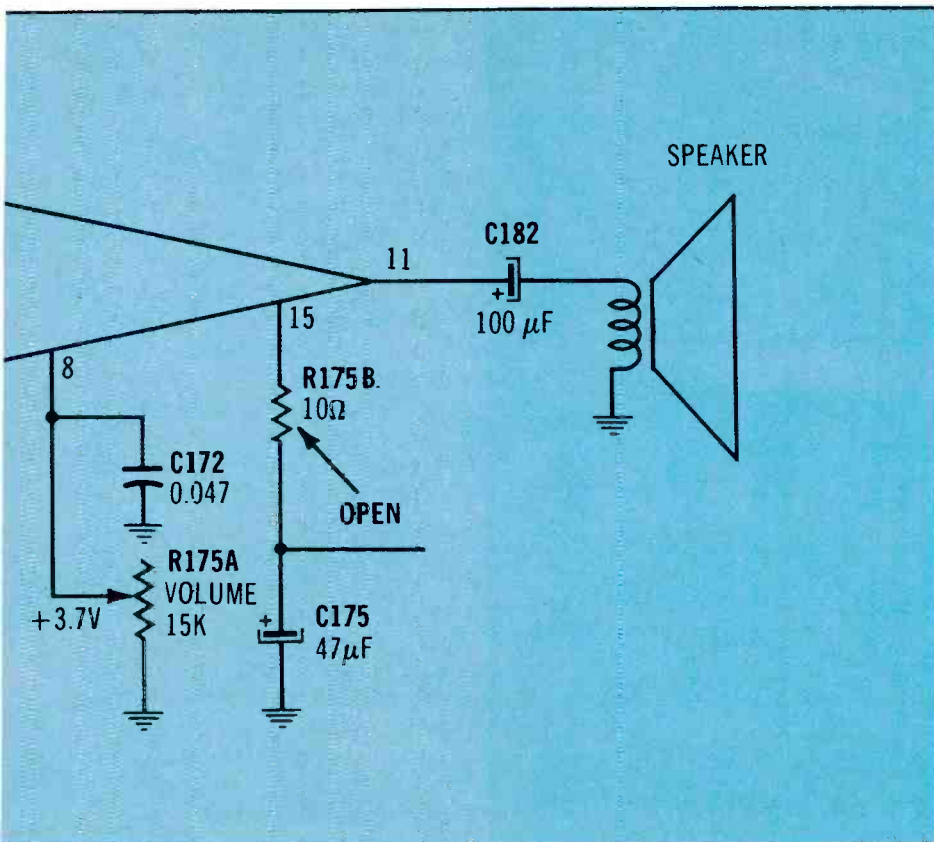 SPEAKER
C182
+
100 µF
11
15
8
R175B.
10Ω
OPEN
C172
0.047
R175A
VOLUME
15K
+3.7V
+
C175
47µF